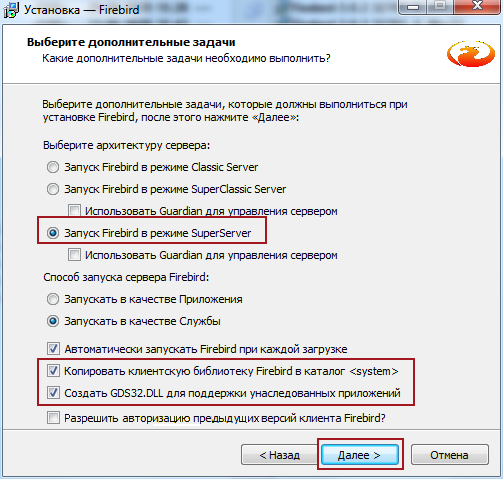 Установка — Firebird
Выберите дополнительные задачи
Какие дополнительные задачи необходимо выполнить?
Выберите дополнительные задачи, которые должны выполниться при
установке Firebird, после этого нажмите «Далее»:
Выберите архитектуру сервера:
Запуск Firebird в режиме Classic Server
Запуск Firebird в режиме SuperClassic Server
Использовать Guardian для управления сервером
Запуск Firebird в режиме SuperServer
Использовать Guardian для управления сервером
Способ запуска сервера Firebird:
Запускать в качестве Приложения
Запускать в качестве Службы
Автоматически запускать Firebird при каждой загрузке
Копировать клиентскую библиотеку Firebird в каталог <system>
Создать GDS32.DLL для поддержки унаследованных приложений
Разрешить авторизацию предыдущих версий клиента Firebird?
< Назад
Далее >
Отмена